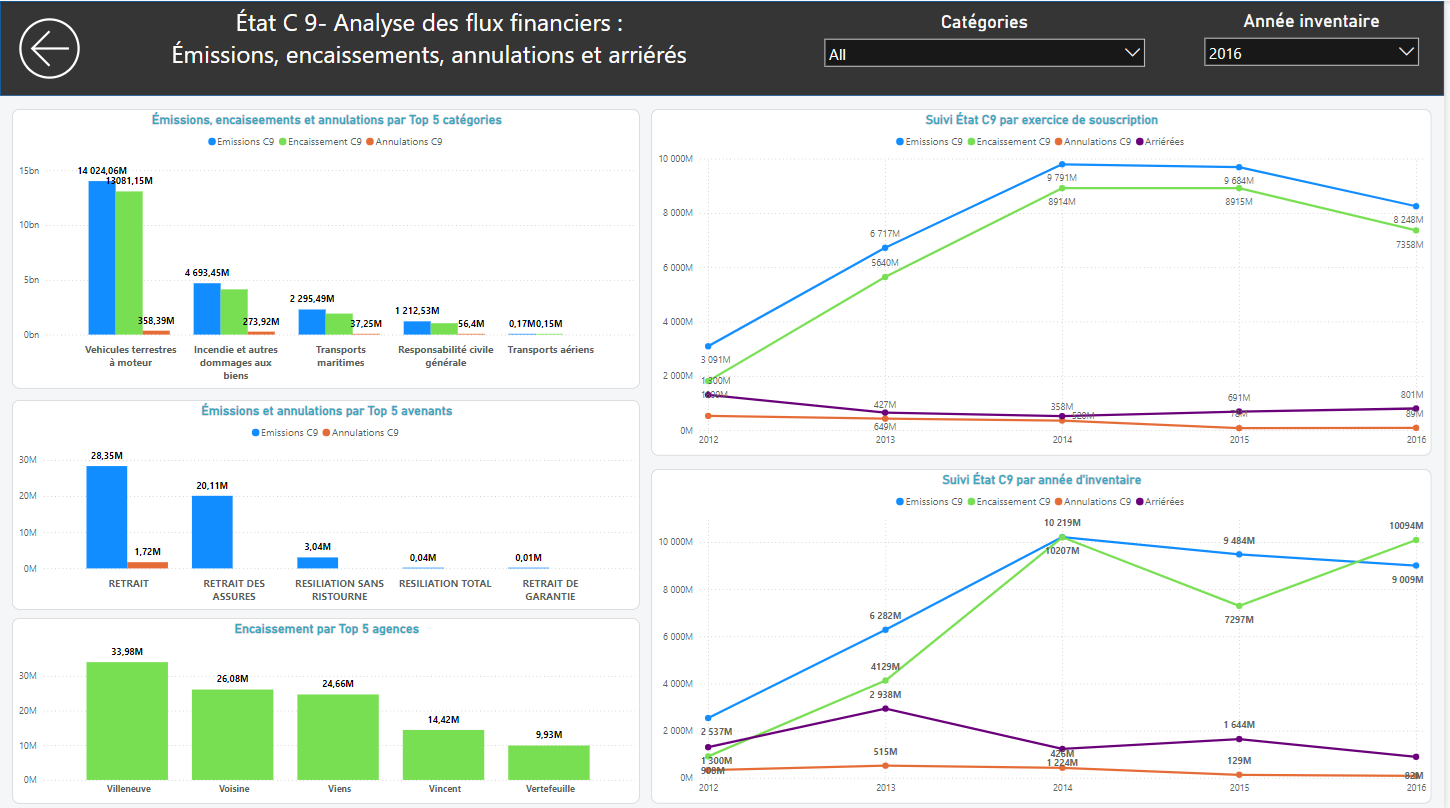 État C 9- Analyse des flux financiers :
Émissions, encaissements, annulations et arriérés
Catégories
All
Année inventaire
2016
Émissions, encaiseements et annulations par Top 5 catégories
Emissions C9 Encaissement C9 Annulations C9
15bn
10bn
5bn
0bn
14 024,06M
13081,15M
358,39M
4 693,45M
273,92M
2 295,49M
37,25M
1 212,53M
56,4M
0,17M 0,15M
Vehicules terrestres
à moteur
Incendie et autres
dommages aux
biens
Transports
maritimes
Responsabilité civile
générale
Transports aériens
Émissions et annulations par Top 5 avenants
Emissions C9 Annulations C9
30M
20M
10M
0M
28,35M
1,72M
20,11M
3,04M
0,04M
0,01M
RETRAIT
RETRAIT DES
ASSURES
RESILIATION SANS
RISTOURNE
RESILIATION TOTAL
RETRAIT DE
GARANTIE
Encaissement par Top 5 agences
30M
20M
10M
0M
33,98M
26,08M
24,66M
14,42M
9,93M
Villeneuve
Voisine
Viens
Vincent
Vertefeuille
Suivi État C9 par exercice de souscription
Emissions C9 Encaissement C9 Annulations C9 Arriérées
10 000M
8 000M
6 000M
4 000M
2 000M
0M
3 091M
6 717M
9 791M
9 684M
8 248M
5640M
8914M
8915M
7358M
1 300M
427M
649M
358M
691M
801M
89M
2012
2013
2014
2015
2016
Suivi État C9 par année d'inventaire
Emissions C9 Encaissement C9 Annulations C9 Arriérées
10 000M
8 000M
6 000M
4 000M
2 000M
0M
2 537M
6 282M
10 219M
9 484M
9 009M
4129M
10207M
7297M
10094M
1 300M
2 938M
1 224M
1 644M
515M
426M
129M
82M
2012
2013
2014
2015
2016